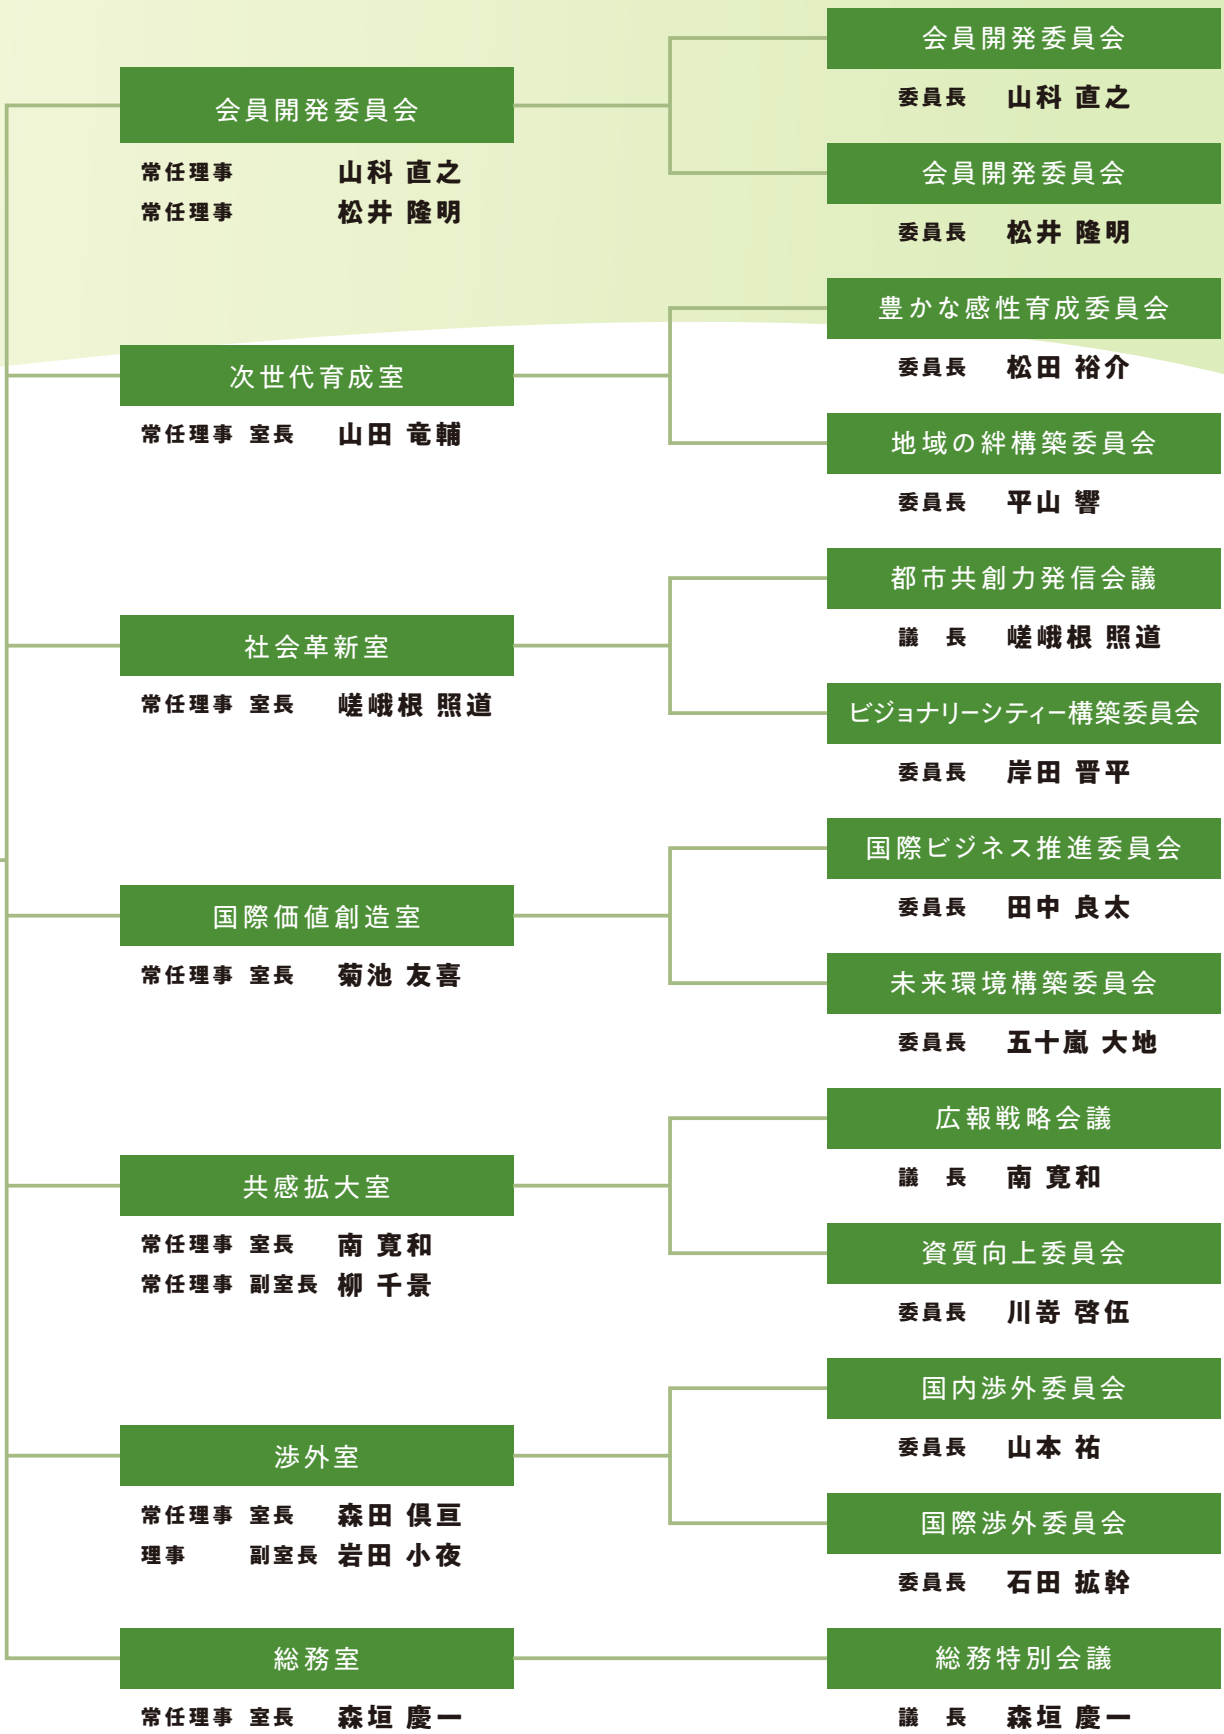 会員開発委員会
常任理事 山科 直之
常任理事 松井 隆明
会員開発委員会
委員長 山科 直之
会員開発委員会
委員長 松井 隆明
次世代育成室
常任理事 室長 山田 竜輔
豊かな感性育成委員会
委員長 松田 裕介
地域の絆構築委員会
委員長 平山 響
社会革新室
常任理事 室長 嵯峨根 照道
都市共創力発信会議
議 長 嵯峨根 照道
ビジョナリーシティー構築委員会
委員長 岸田 晋平
国際価値創造室
常任理事 室長 菊池 友喜
国際ビジネス推進委員会
委員長 田中 良太
未来環境構築委員会
委員長 五十嵐 大地
共感拡大室
常任理事 室長 南 寛和
常任理事 副室長 柳 千景
広報戦略会議
議 長 南 寛和
資質向上委員会
委員長 川嵜 啓伍
渉外室
常任理事 室長 森田 倶亘
理事 副室長 岩田 小夜
国内渉外委員会
委員長 山本 祐
国際渉外委員会
委員長 石田 拡幹
総務室
常任理事 室長 森垣 慶一
総務特別会議
議 長 森垣 慶一